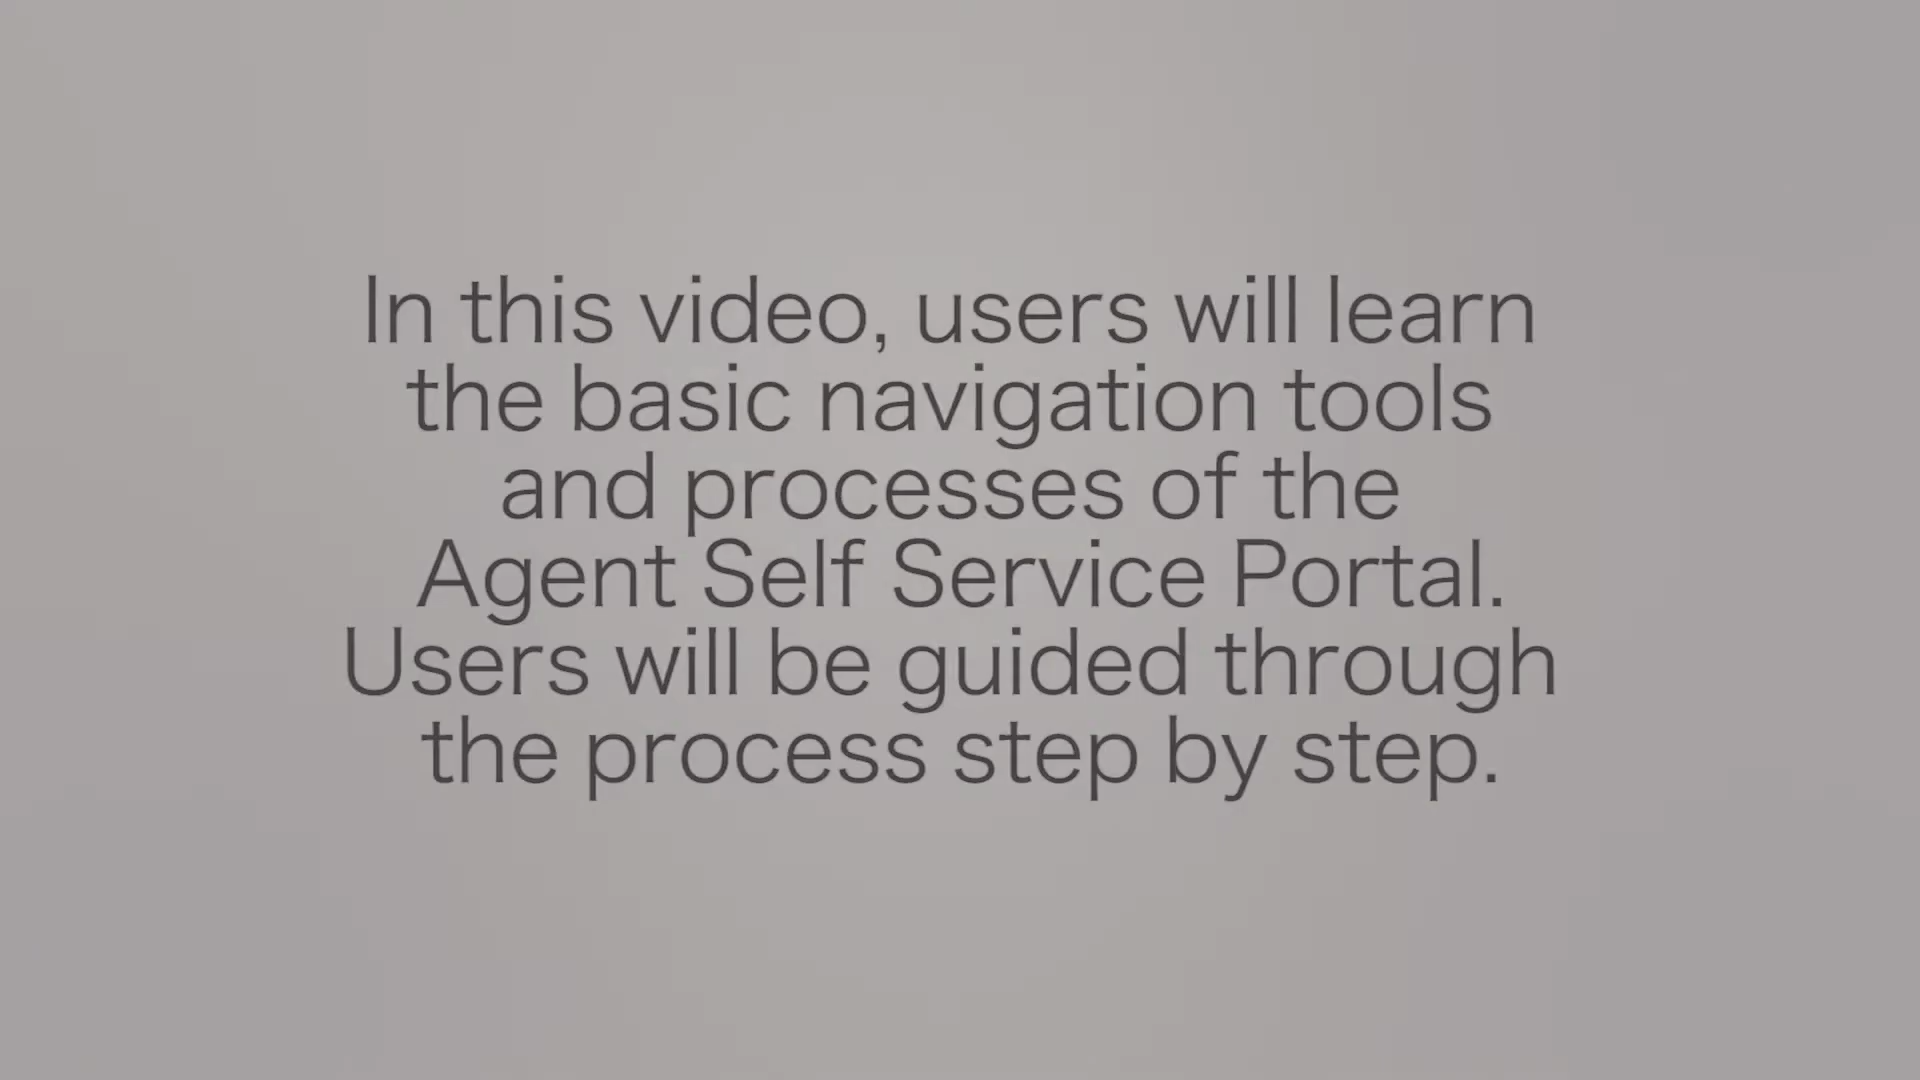 In this video, users will learn
the basic navigation tools
and processes of the
Agent Self Service Portal.
Users will be guided through
the process step by step.